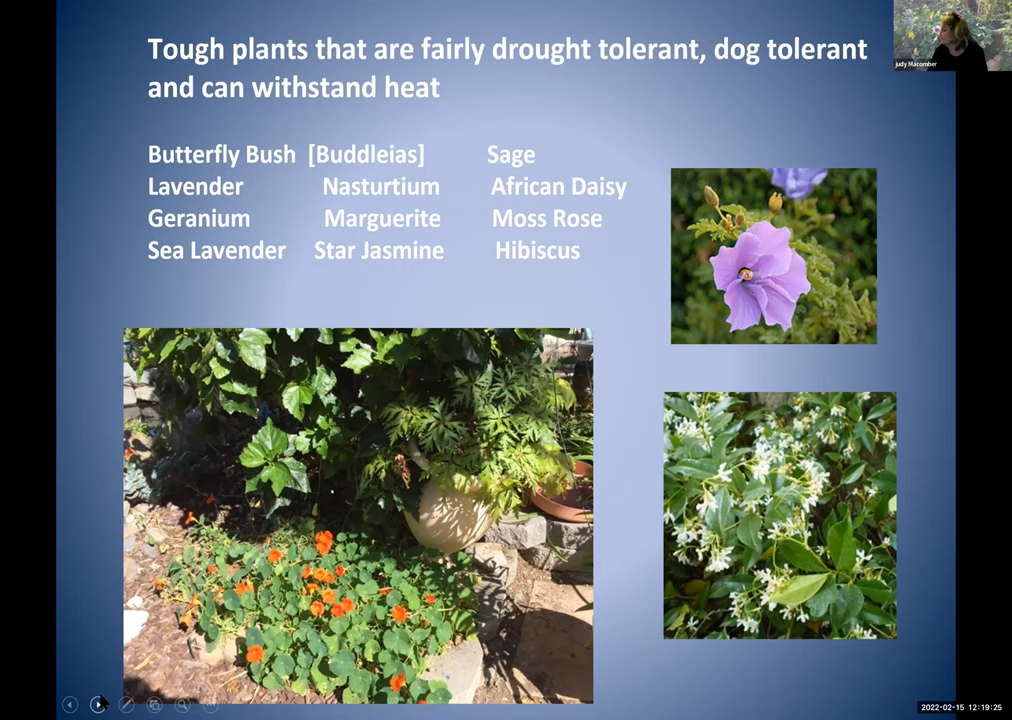 judy Macomber
Tough plants that are fairly drought tolerant, dog tolerant
and can withstand heat
Butterfly Bush [Buddleias] Sage
Lavender Nasturtium African Daisy
Geranium Marguerite Moss Rose
Sea Lavender Star Jasmine Hibiscus
2022-02-15 12:19:25